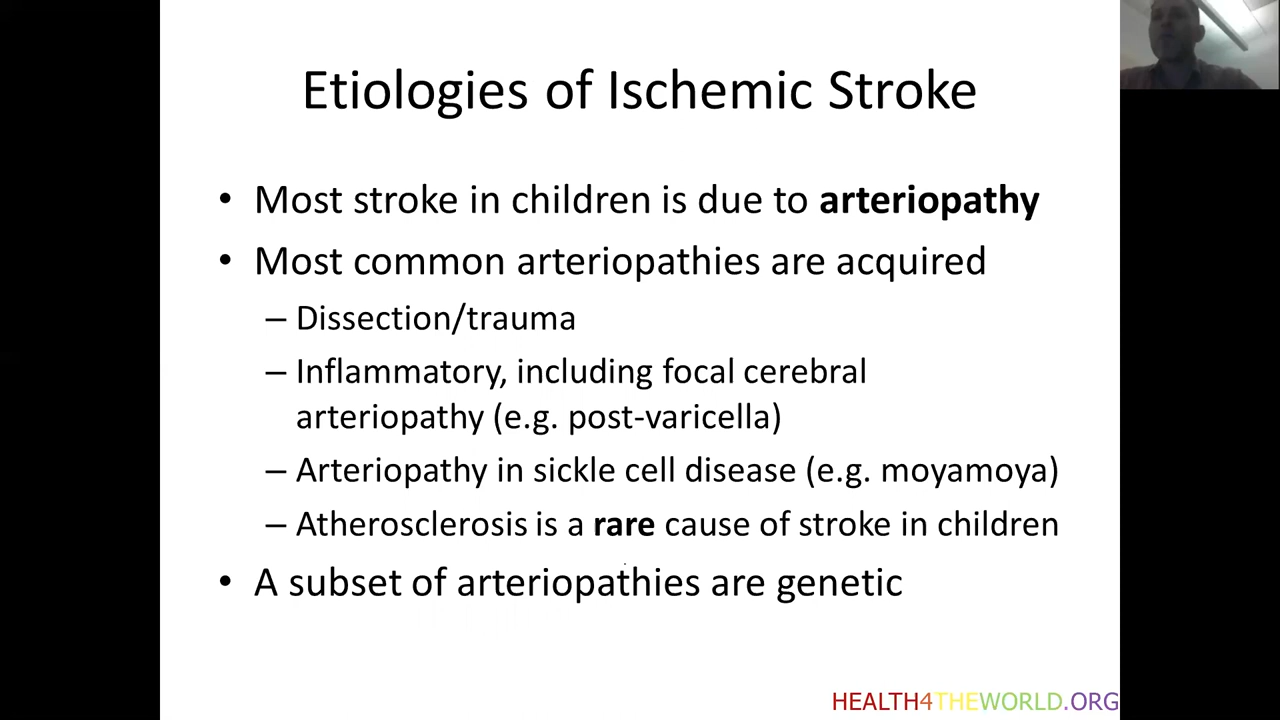 Etiologies of Ischemic Stroke
• Most stroke in children is due to arteriopathy
• Most common arteriopathies are acquired
– Dissection/trauma
– Inflammatory, including focal cerebral
arteriopathy (e.g. post-varicella)
– Arteriopathy in sickle cell disease (e.g. moyamoya)
– Atherosclerosis is a rare cause of stroke in children
• A subset of arteriopathies are genetic
HEALTH4THEWORLD.ORG